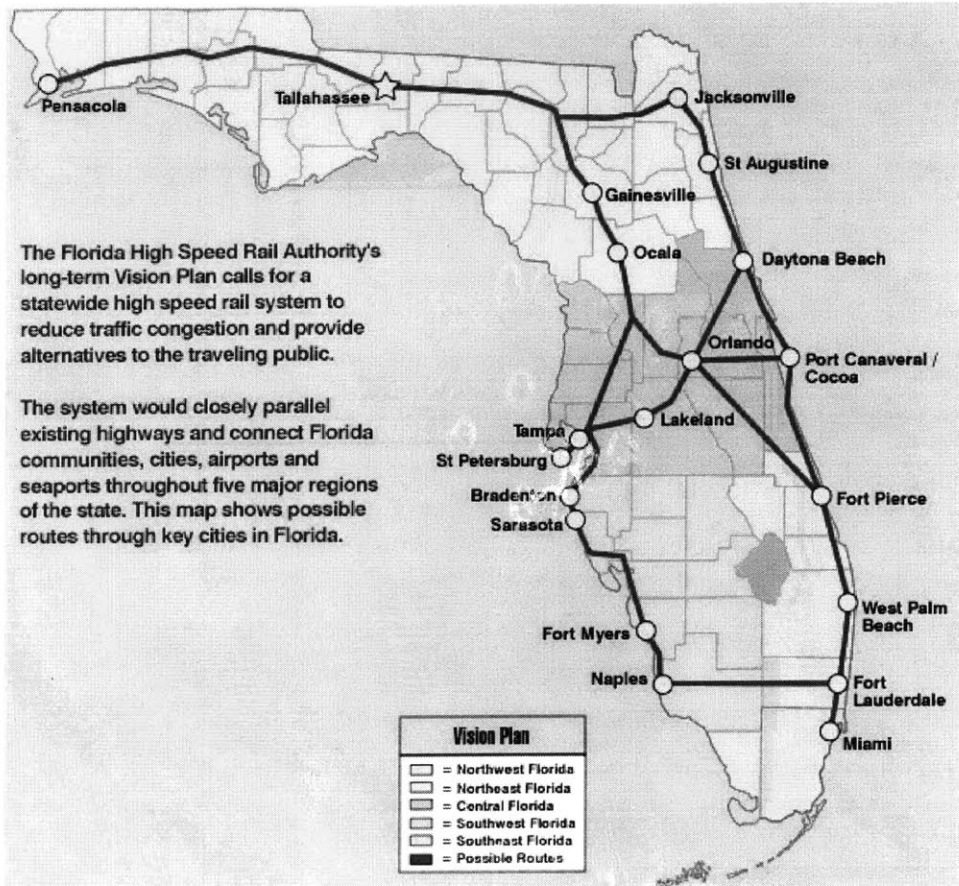 Pensacola
Tallahassee
Jacksonville
St Augustine
Gainesville
Ocala
Daytona Beach
The Florida High Speed Rail Authority's
long-term Vision Plan calls for a
statewide high speed rail system to
reduce traffic congestion and provide
alternatives to the traveling public.
The system would closely parallel
existing highways and connect Florida
communities, cities, airports and
seaports throughout five major regions
of the state. This map shows possible
routes through key cities in Florida.
Orlando
Port Canaveral /
Cocoa
Lakeland
Tampa
St Petersburg
Bradenton
Sarasota
Fort Pierce
West Palm
Beach
Fort Myers
Naples
Fort
Lauderdale
Miami
Vision Plan
= Northwest Florida
= Northeast Florida
= Central Florida
= Southwest Florida
= Southeast Florida
= Possible Routes